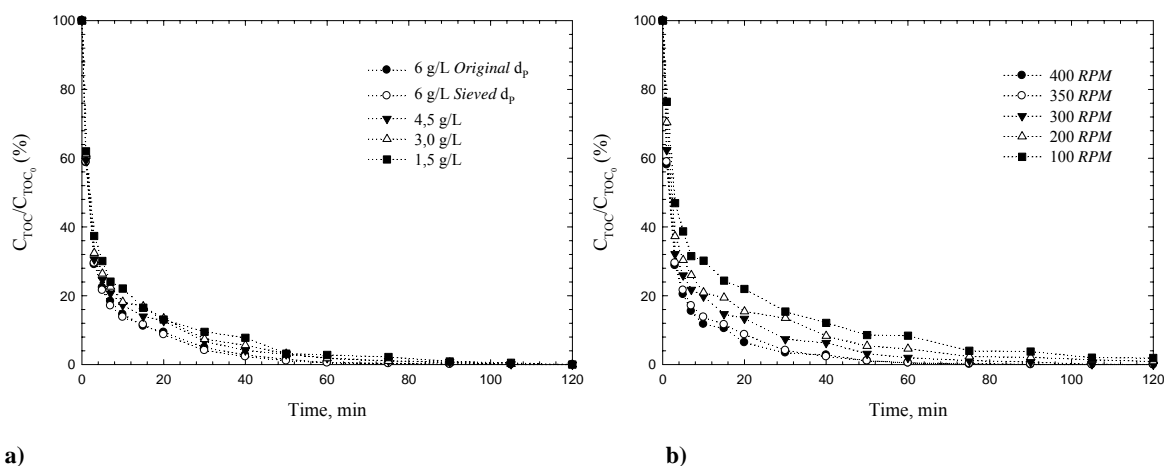 100
80
60
40
20
0
C_TOC/C_TOC₀ (%)
0 20 40 60 80 100 120
Time, min
6 g/L Original d_P
6 g/L Sieved d_P
4,5 g/L
3,0 g/L
1,5 g/L
a)
100
80
60
40
20
0
C_TOC/C_TOC₀ (%)
0 20 40 60 80 100 120
Time, min
400 RPM
350 RPM
300 RPM
200 RPM
100 RPM
b)